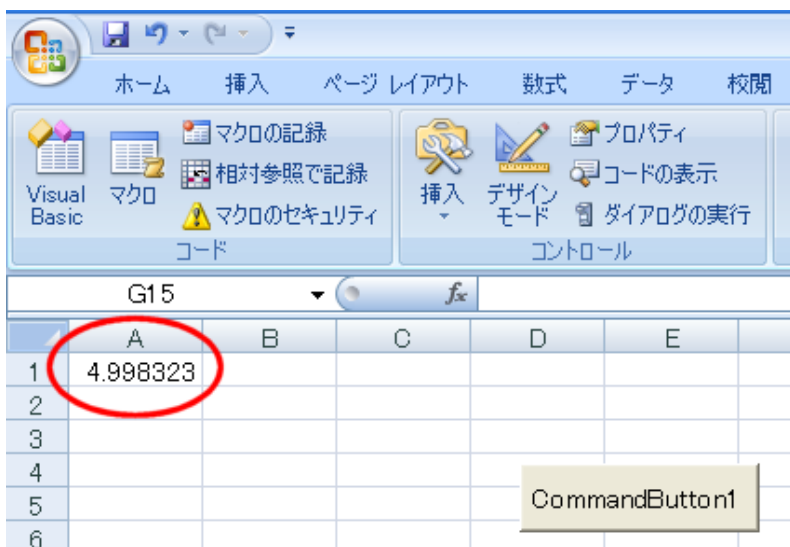 ホーム 挿入 ページ レイアウト 数式 データ 校閲
Visual Basic マクロ マクロの記録 相対参照で記録 マクロのセキュリティ 挿入 デザイン モード プロパティ コードの表示 ダイアログの実行
コード コントロール
G15 fx
A B C D E
1 4.998323
2
3
4
5 CommandButton1
6